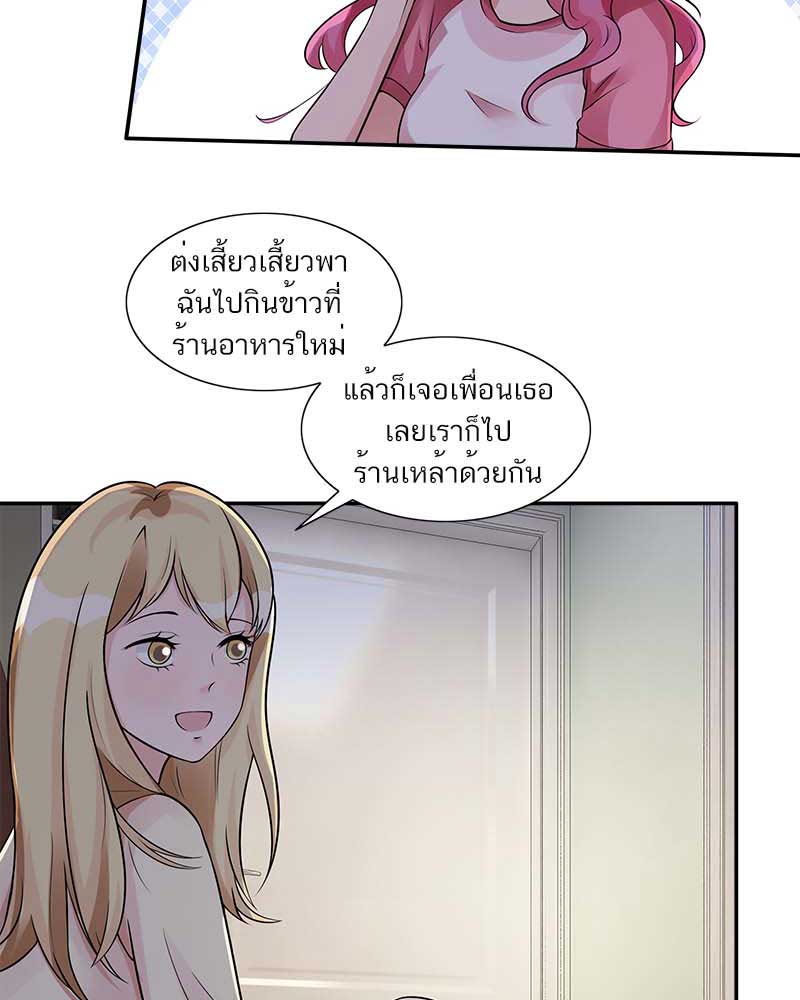 ต่งเสี้ยวเสี้ยวพา
ฉันไปกินข้าวที่
ร้านอาหารใหม่
แล้วก็เจอเพื่อนเธอ
เลยเราก็ไป
ร้านเหล้าด้วยกัน